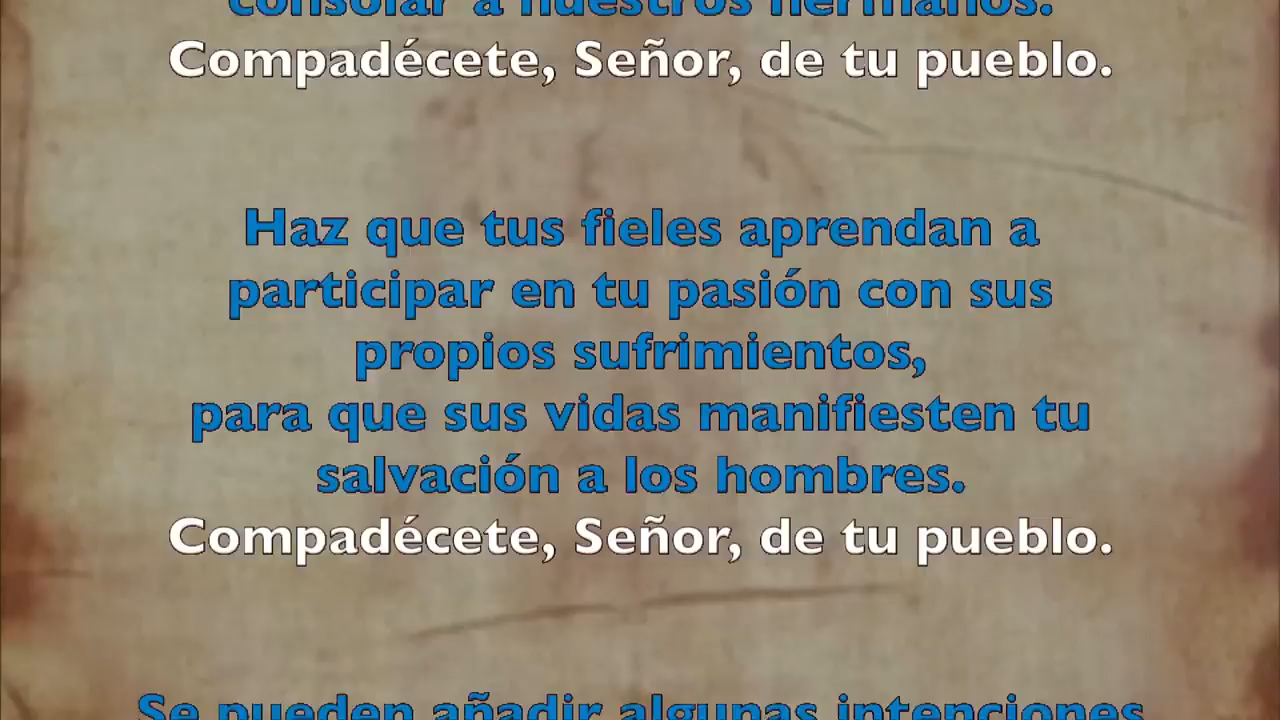 consolar a nuestros hermanos.
Compadécete, Señor, de tu pueblo.
Haz que tus fieles aprendan a
participar en tu pasión con sus
propios sufrimientos,
para que sus vidas manifiesten tu
salvación a los hombres.
Compadécete, Señor, de tu pueblo.
Se pueden añadir algunas intenciones